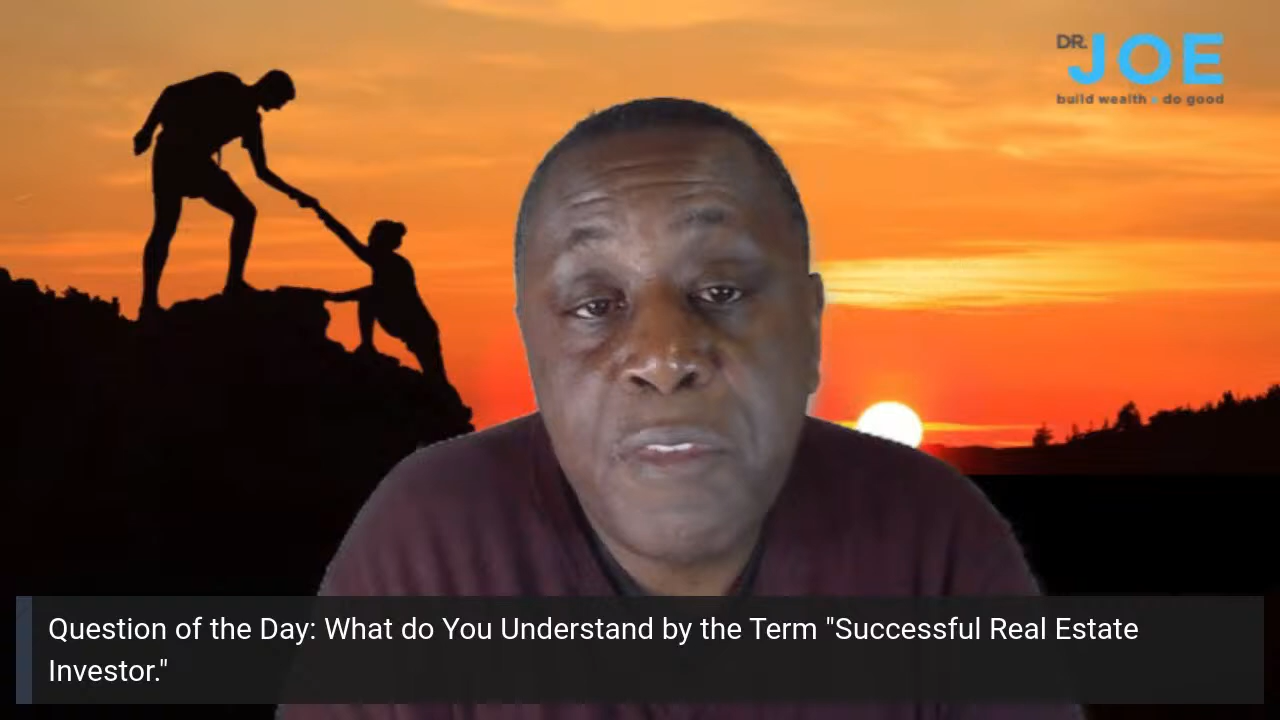 DR. JOE
build wealth • do good
Question of the Day: What do You Understand by the Term "Successful Real Estate
Investor."